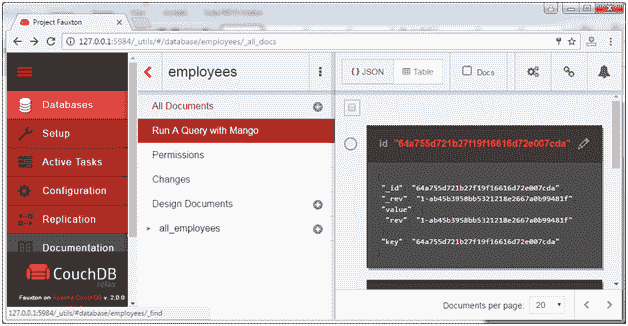 Project Fauxton
127.0.0.1:5984/_utils/#/database/employees/_all_docs
Databases
Setup
Active Tasks
Configuration
Replication
Documentation
CouchDB
relax
Fauxton on Apache CouchDB v. 2.0.0
employees
All Documents
Run A Query with Mango
Permissions
Changes
Design Documents
all_employees
{} JSON
Table
Docs
id "64a755d721b27f19f16616d72e007cda"
"_id" "64a755d721b27f19f16616d72e007cda"
"_rev" "1-ab45b3958bb5321218e2667a0b99481f"
"value"
"rev" "1-ab45b3958bb5321218e2667a0b99481f"
"key" "64a755d721b27f19f16616d72e007cda"
Documents per page: 20
127.0.0.1:5984/_utils/#database/employees/_find